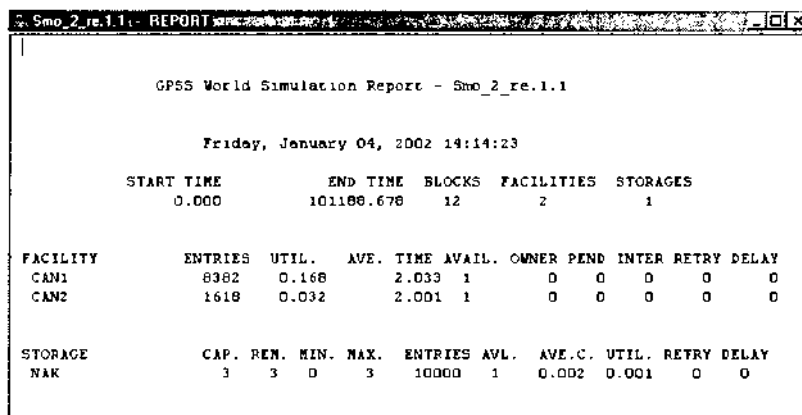 Smo_2_re.1.1 - REPORT
GPSS World Simulation Report - Smo_2_re.1.1
Friday, January 04, 2002 14:14:23
START TIME END TIME BLOCKS FACILITIES STORAGES
0.000 101188.678 12 2 1
FACILITY ENTRIES UTIL. AVE. TIME AVAIL. OWNER PEND INTER RETRY DELAY
CAN1 8382 0.168 2.033 1 0 0 0 0 0
CAN2 1618 0.032 2.001 1 0 0 0 0 0
STORAGE CAP. REM. MIN. MAX. ENTRIES AVL. AVE.C. UTIL. RETRY DELAY
NAK 3 3 0 3 10000 1 0.002 0.001 0 0